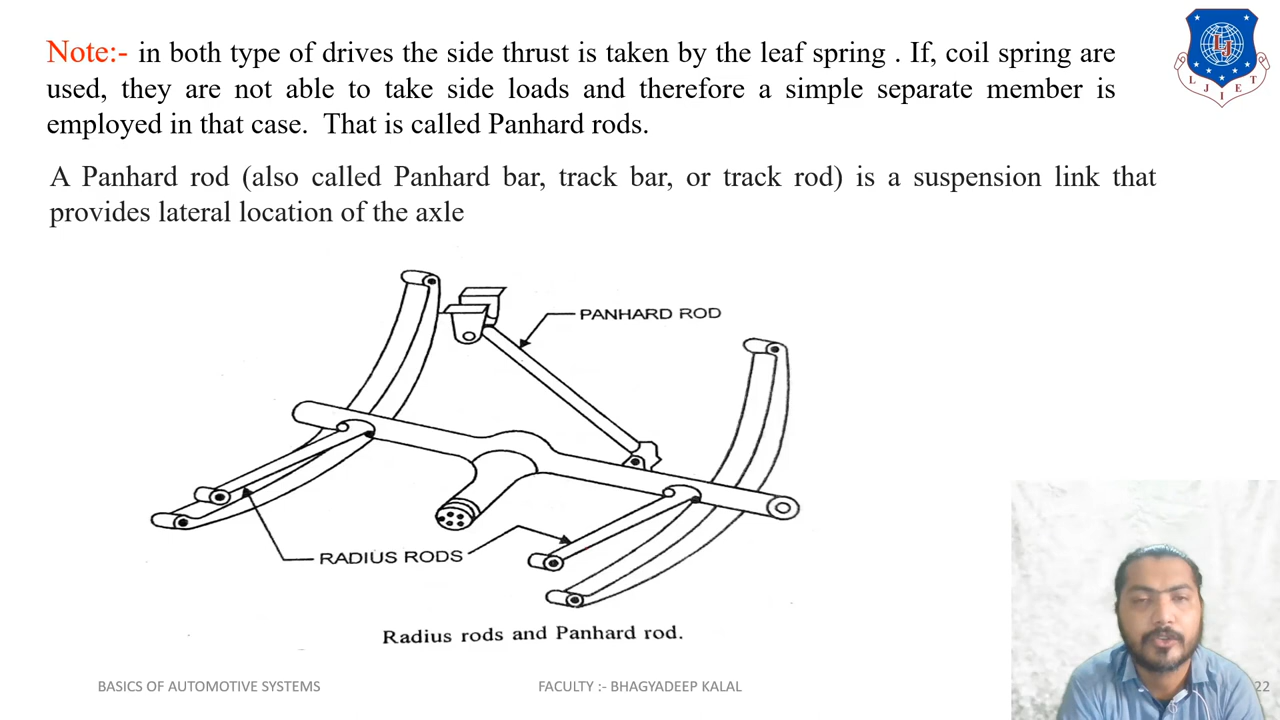 Note:- in both type of drives the side thrust is taken by the leaf spring . If, coil spring are
used, they are not able to take side loads and therefore a simple separate member is
employed in that case. That is called Panhard rods.
LJIET
A Panhard rod (also called Panhard bar, track bar, or track rod) is a suspension link that
provides lateral location of the axle
PANHARD ROD
RADIUS RODS
Radius rods and Panhard rod.
BASICS OF AUTOMOTIVE SYSTEMS
FACULTY :- BHAGYADEEP KALAL
22